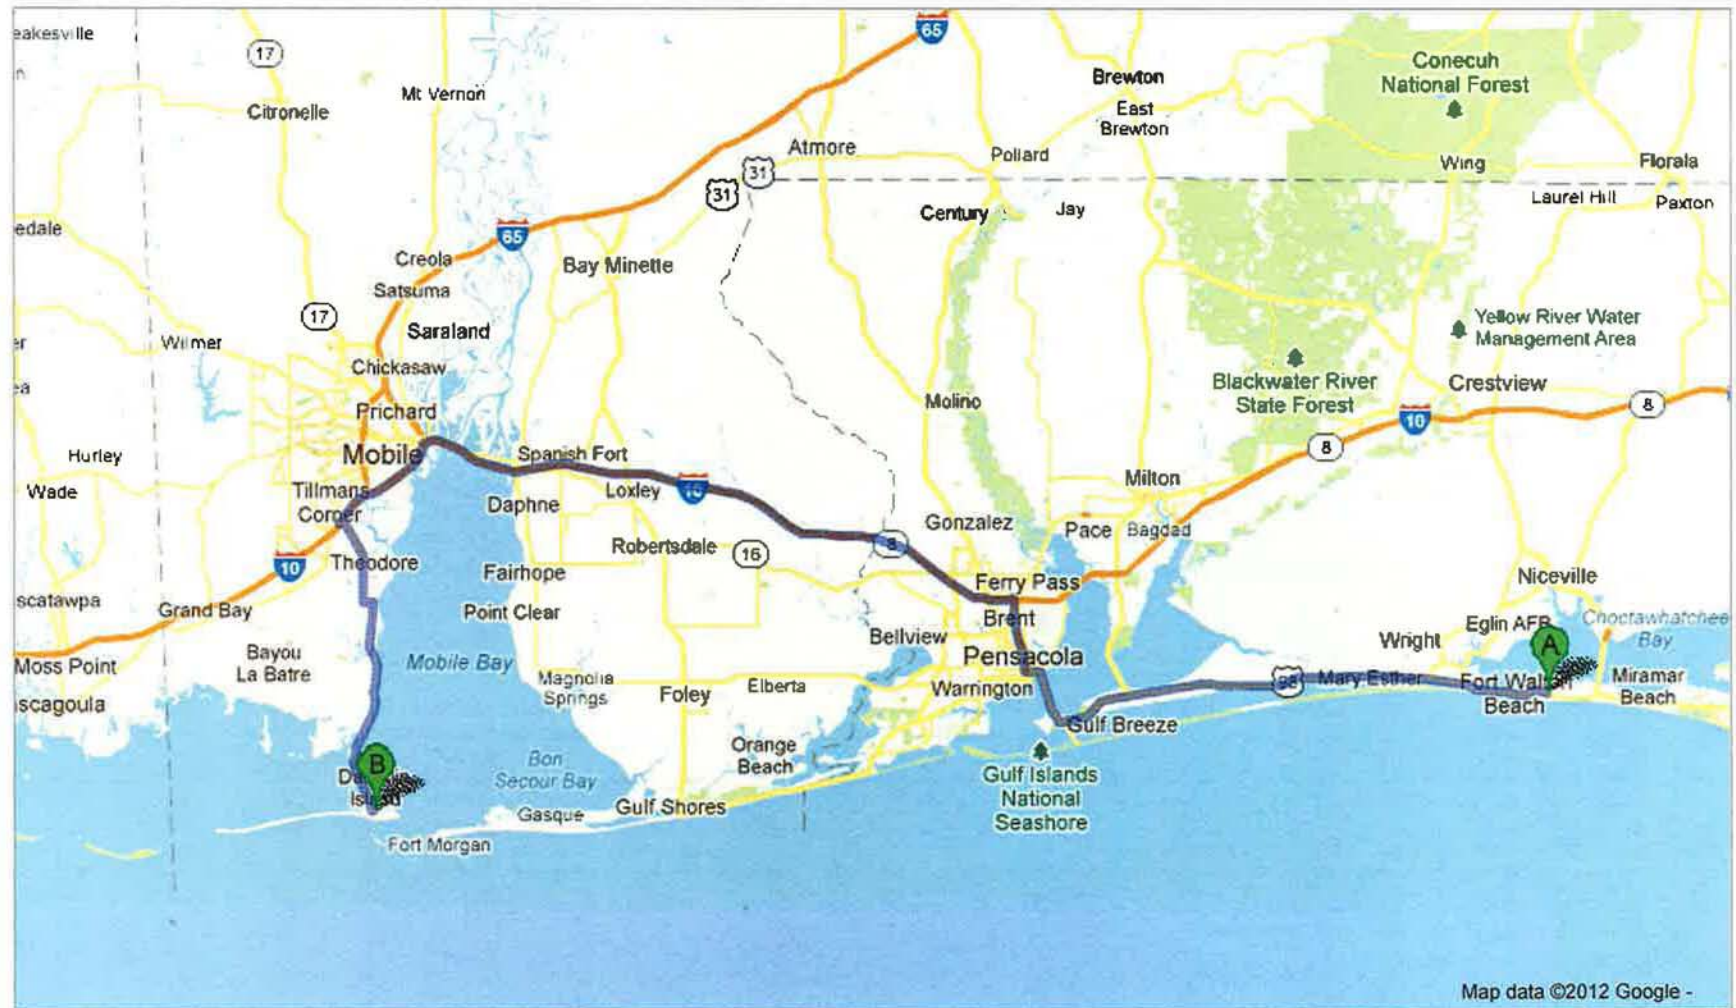 eakesville
17
Citronelle
Mt Vernon
65
Brewton
East
Brewton
Conecuh
National Forest
Atmore
Pollard
Wing
Florala
31
31
Century
Jay
Laurel Hill
Paxton
edale
65
Creola
Bay Minette
Satsuma
17
Saraland
Wilmer
Yellow River Water
Management Area
Chickasaw
Blackwater River
State Forest
Crestview
Prichard
Molino
8
10
Mobile
8
Hurley
Spanish Fort
Milton
Wade
Tillmans
Corner
Loxley
10
Daphne
Gonzalez
Pace
Bagdad
Robertsdale
16
8
10
Theodore
Fairhope
Ferry Pass
Niceville
scatawpa
Grand Bay
Point Clear
Brent
Eglin AFB
Choctawhatchee
Bay
Bellview
Wright
A
Bayou
La Batre
Mobile Bay
Pensacola
Moss Point
Magnolia
Springs
Foley
Elberta
Warrington
98
Mary Esther
Fort Walton
Beach
Miramar
Beach
scagoula
Gulf Breeze
Orange
Beach
B
Bon
Secour Bay
Gulf Islands
National
Seashore
Island
Gasque
Gulf Shores
Fort Morgan
Map data ©2012 Google -